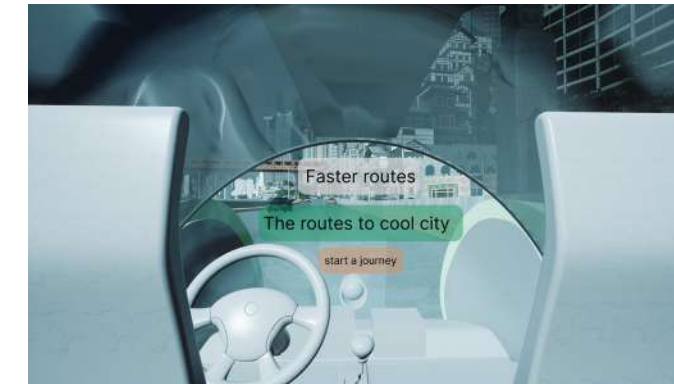 Faster routes
The routes to cool city
start a journey